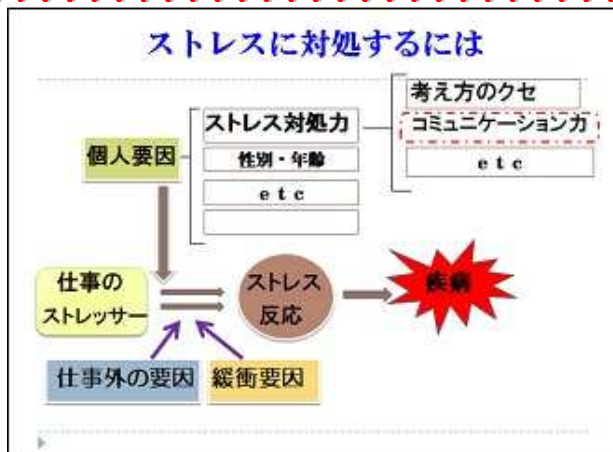 ストレスに対処するには
考え方のクセ
ストレス対処力
コミュニケーション力
個人要因
性別・年齢
etc
etc
仕事の
ストレッサー
ストレス
反応
疾病
仕事外の要因
緩衝要因